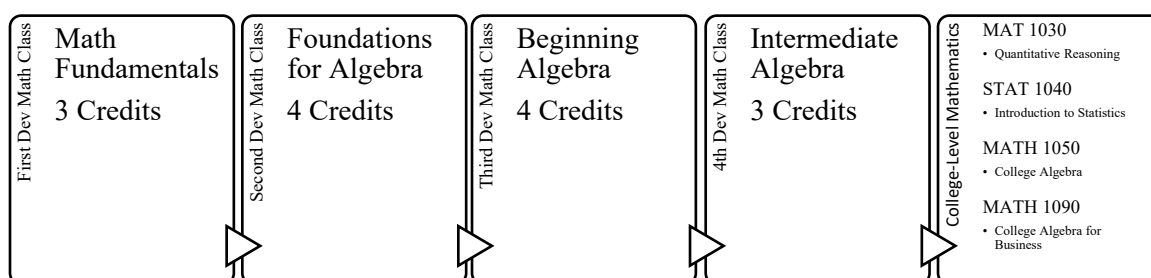 First Dev Math Class
Math
Fundamentals
3 Credits
Second Dev Math Class
Foundations
for Algebra
4 Credits
Third Dev Math Class
Beginning
Algebra
4 Credits
4th Dev Math Class
Intermediate
Algebra
3 Credits
College-Level Mathematics
MAT 1030
• Quantitative Reasoning
STAT 1040
• Introduction to Statistics
MATH 1050
• College Algebra
MATH 1090
• College Algebra for
Business